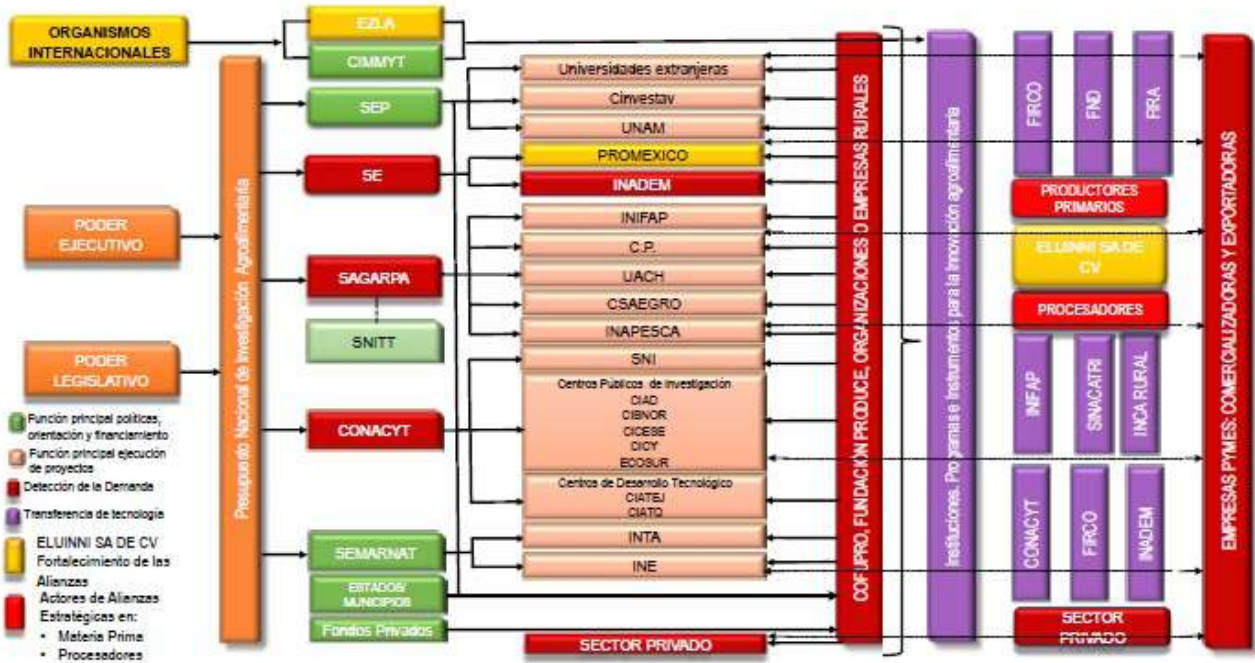 ORGANISMOS
INTERNACIONALES
PODER
EJECUTIVO
PODER
LEGISLATIVO
Función principal políticas,
orientación y financiamiento
Función principal ejecución
de proyectos
Detección de la Demanda
Transferencia de tecnología
ELUINNI SA DE CV
Fortalecimiento de las
Alianzas
Actores de Alianzas
Estratégicas en:
• Materia Prima
• Procesadores
Presupuesto Nacional de Investigación Agroalimentaria
EZLA
CIMMYT
SEP
SE
SAGARPA
SNITT
CONACYT
SEMARNAT
ESTADOS/
MUNICIPIOS
Fondos Privados
Universidades extranjeras
Cinvestav
UNAM
PROMEXICO
INADEM
INIFAP
C.P.
UACH
CSAEGRO
INAPESCA
SNI
Centros Públicos de Investigación
CIAD
CIBNOR
CICESE
CICY
ECOSUR
Centros de Desarrollo Tecnológico
CIATEJ
CIATQ
INTA
INE
SECTOR PRIVADO
COFUPRO, FUNDACIÓN PRODUCE, ORGANIZACIONES O EMPRESAS RURALES
Instituciones, Programas e Instrumentos para la Innovación agroalimentaria
FIRCO
FND
FIRA
PRODUCTORES
PRIMARIOS
ELUINNI SA DE
CV
PROCESADORES
INIFAP
SINACATRI
INCA RURAL
CONACYT
FIRCO
INADEM
SECTOR
PRIVADO
EMPRESAS PYMES: COMERCIALIZADORAS Y EXPORTADORAS